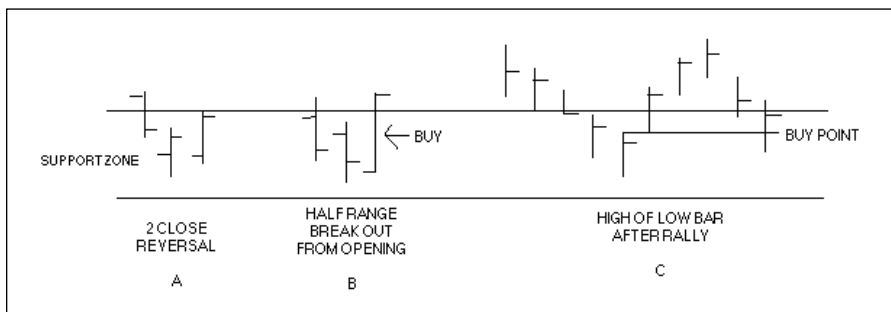 BUY
BUY POINT
SUPPORT ZONE
2 CLOSE
REVERSAL
A
HALF RANGE
BREAK OUT
FROM OPENING
B
HIGH OF LOW BAR
AFTER RALLY
C